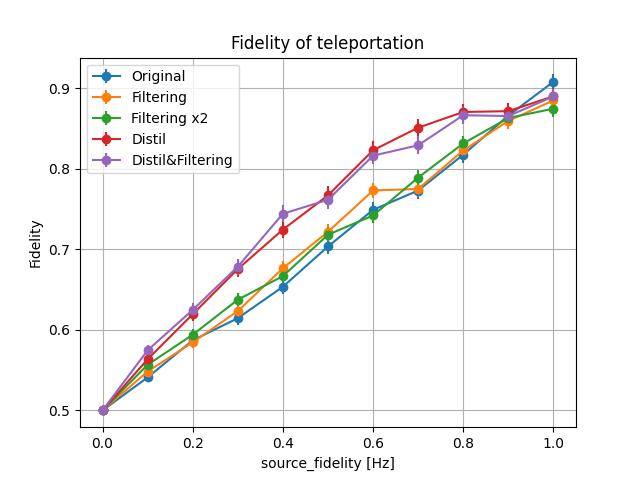 Fidelity of teleportation
Original
Filtering
Filtering x2
Distil
Distil&Filtering
Fidelity
0.9
0.8
0.7
0.6
0.5
0.0 0.2 0.4 0.6 0.8 1.0
source_fidelity [Hz]